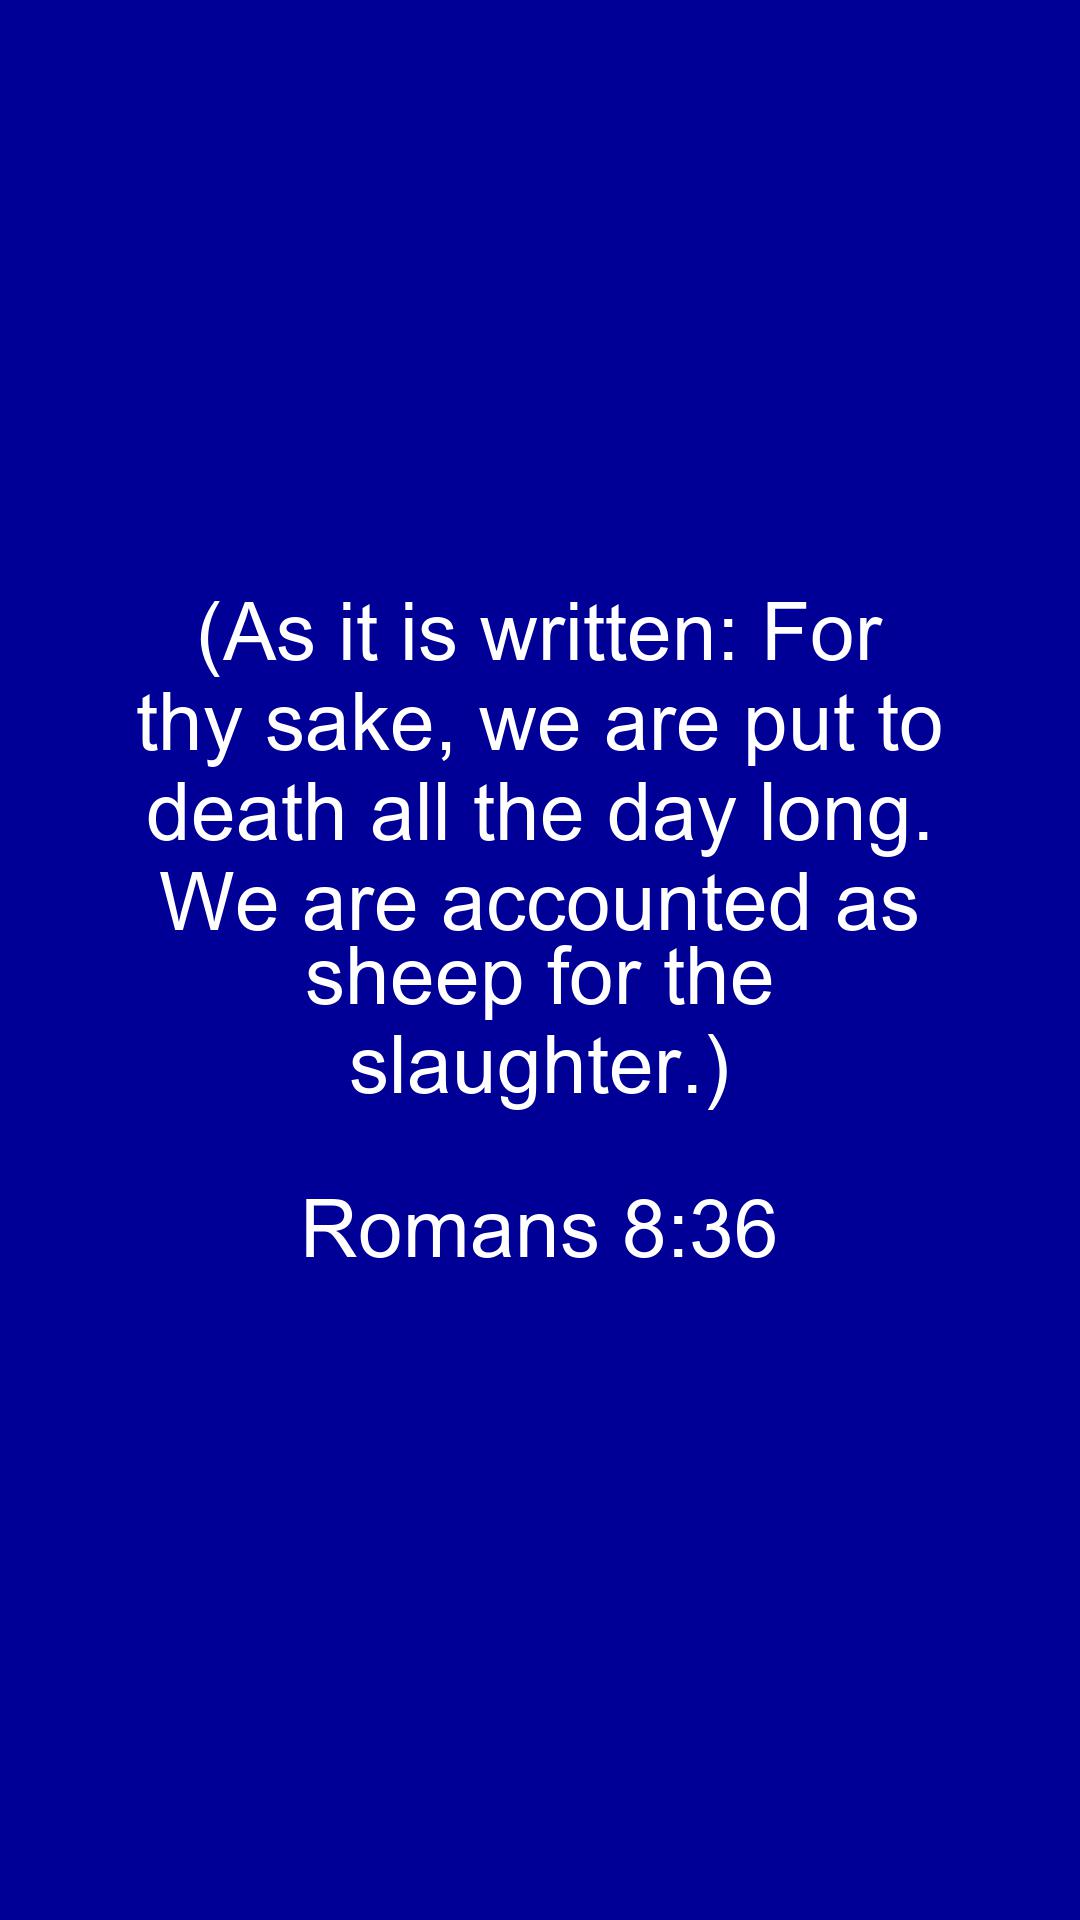 (As it is written: For
thy sake, we are put to
death all the day long.
We are accounted as
sheep for the
slaughter.)
Romans 8:36